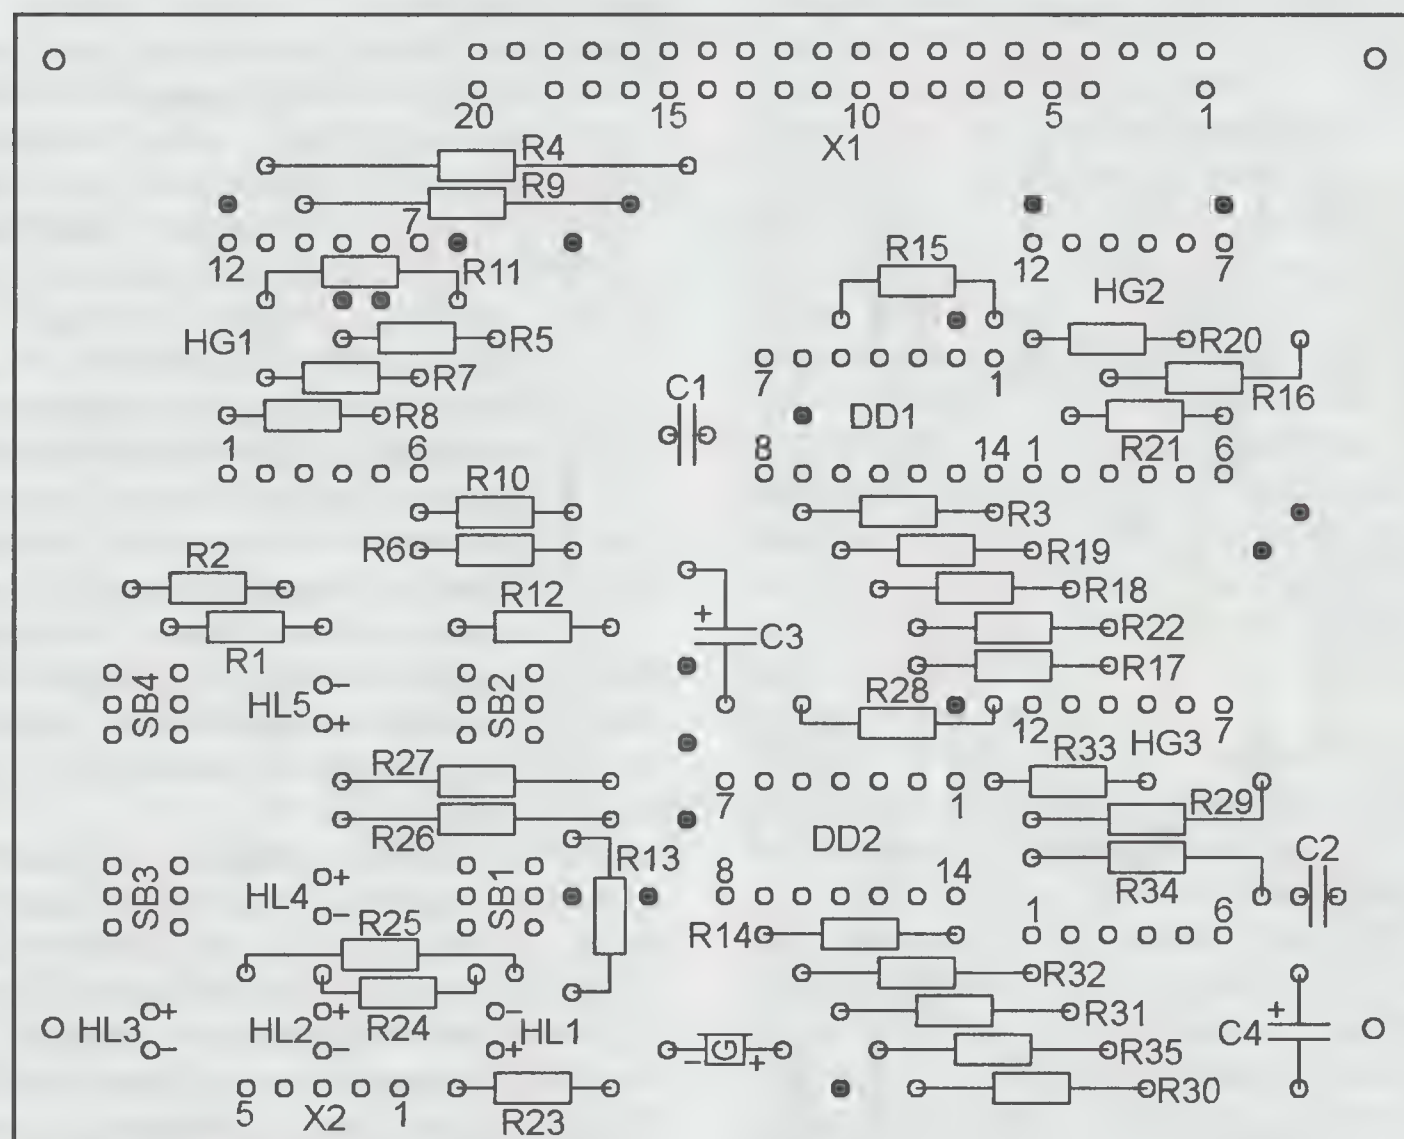 20 15 10 5 1
X1
R4
R9
7
12 R11 R15 12 7
HG2
HG1 R5 R20
R7 7 1 R16
C1
R8 DD1
1 6 8 14 1 R21 6
R10 R3
R6 R19
R2 R12 R18
+ C3 R22
R1 R17
SB4 HL5 − + SB2 R28 12 7
R27 R33 HG3
7 1 R29
R26 DD2
R13 C2
SB3 HL4 + − SB1 8 14 R34
R25 R14 1 6
R32
R24
HL3 + − HL2 + − HL1 − + R31 C4 +
− G + R35
5 X2 1 R23 R30